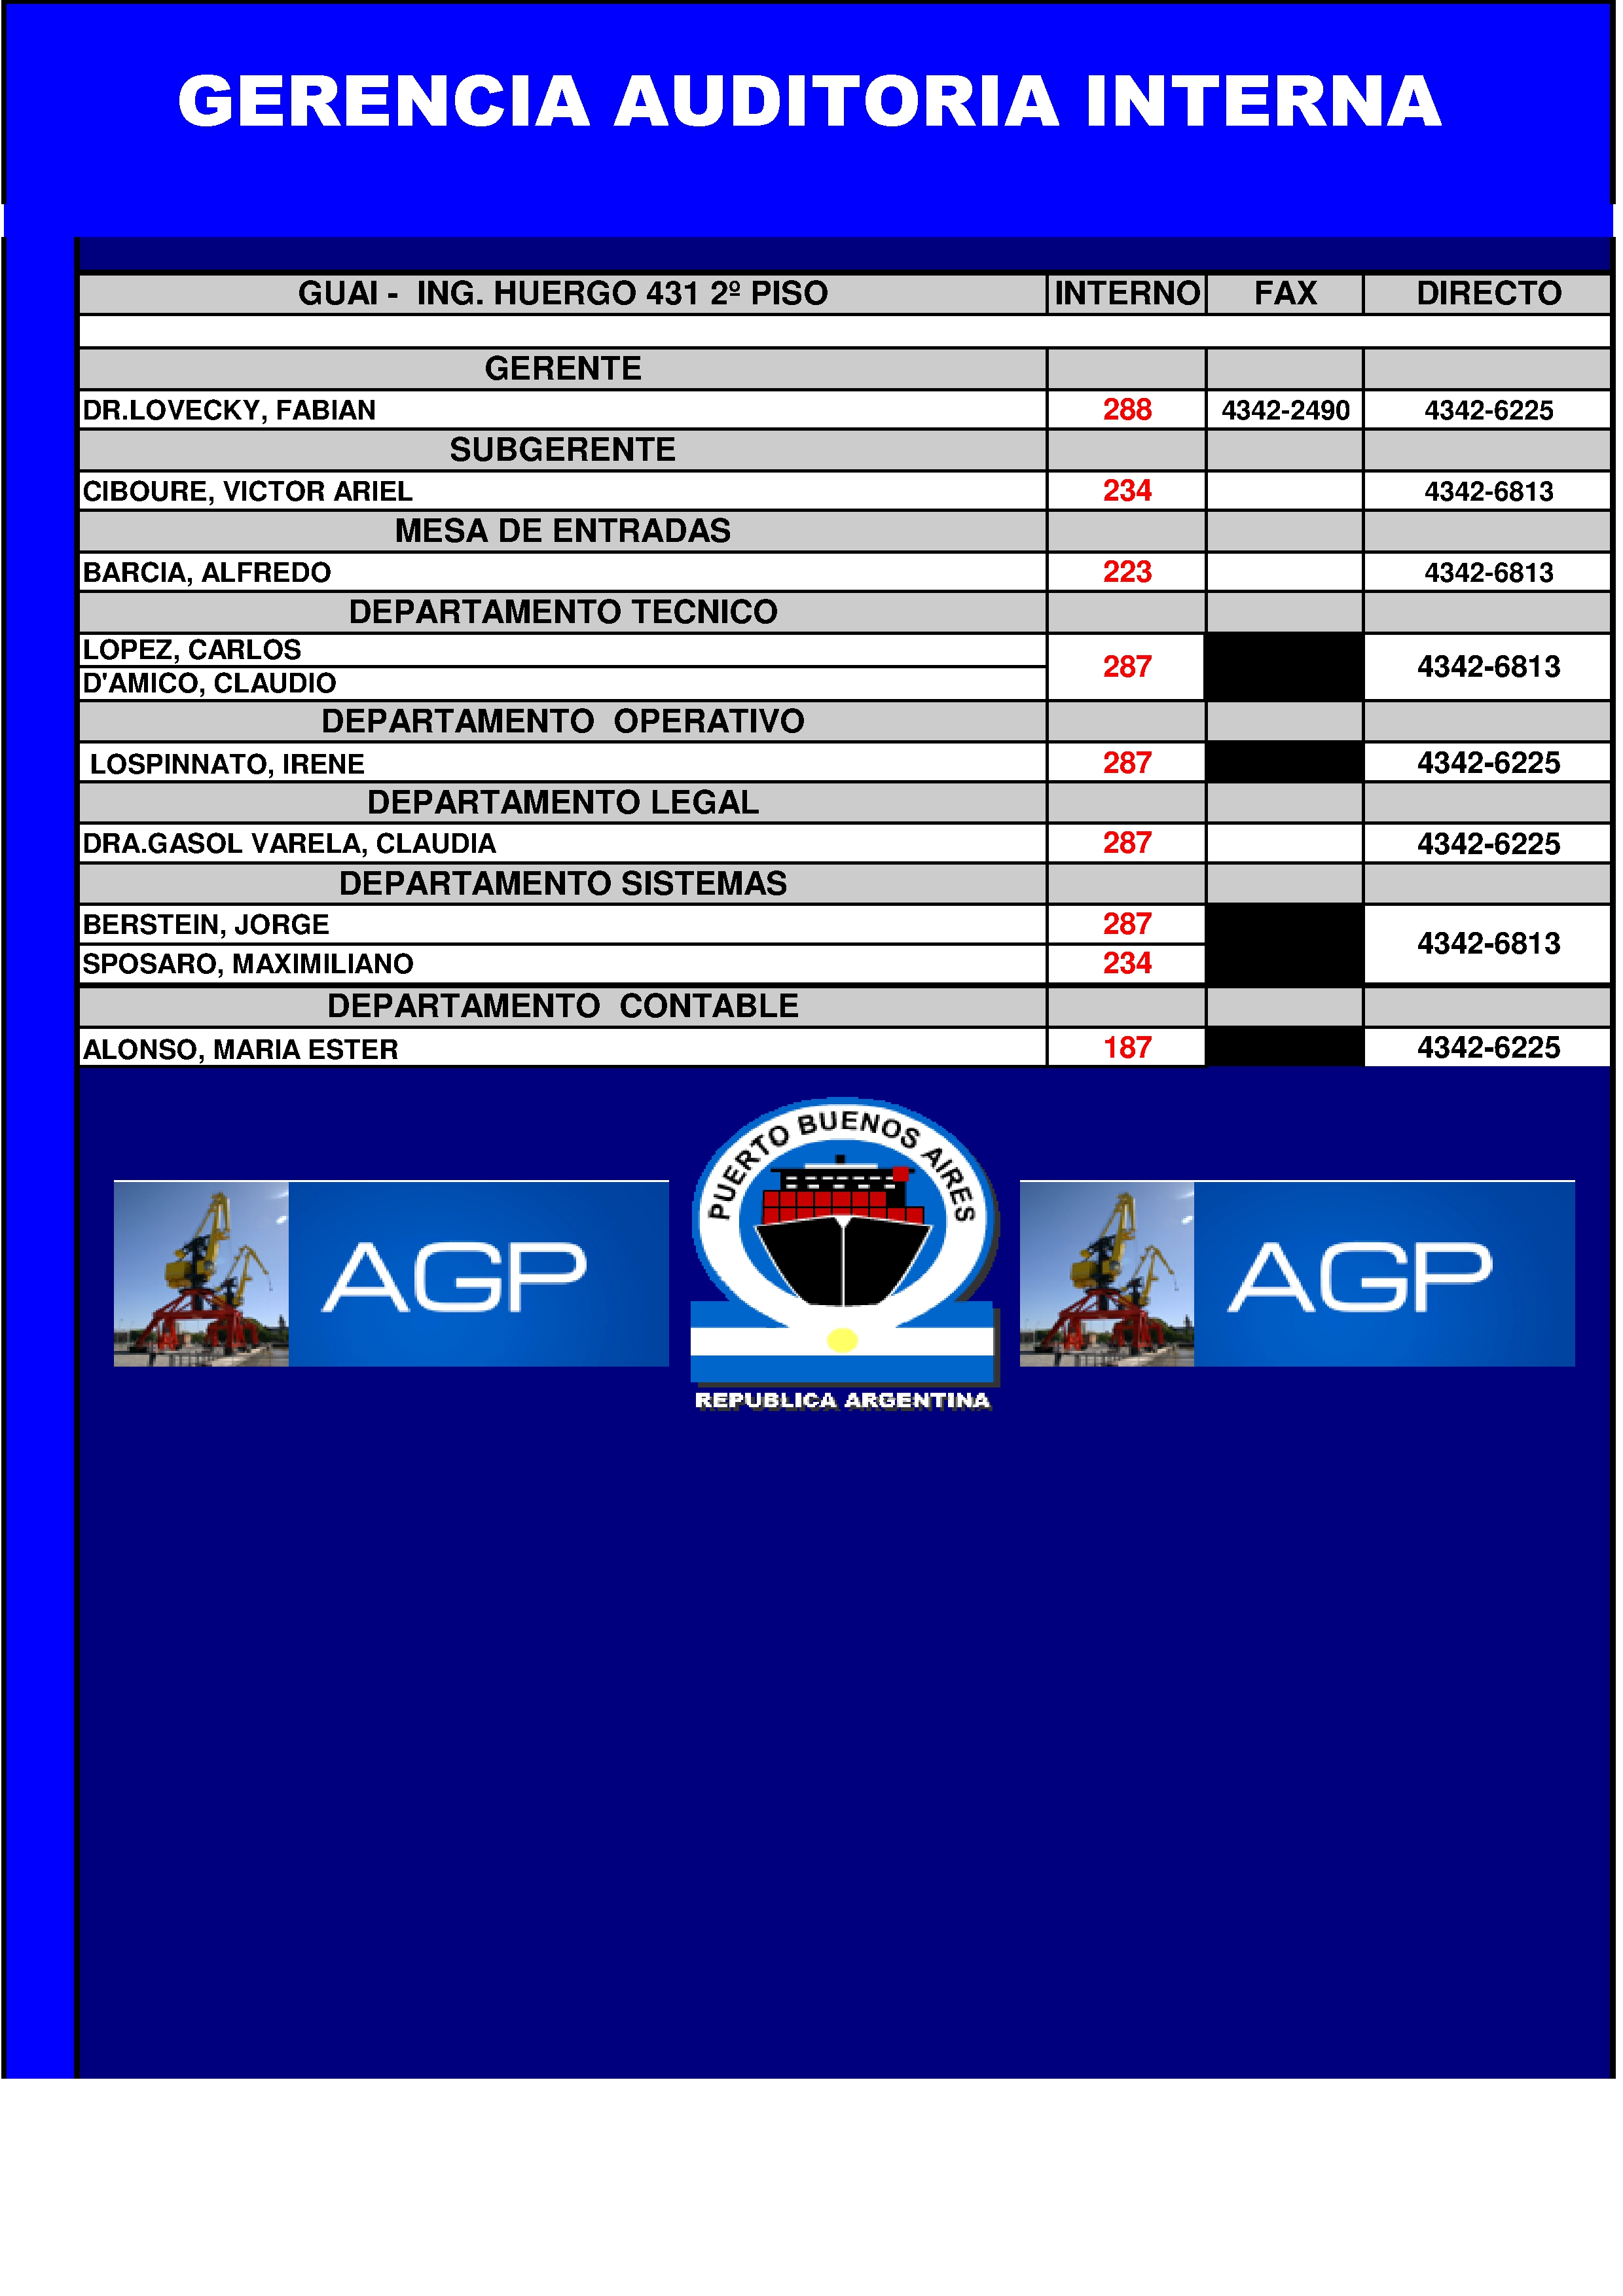 GERENCIA AUDITORIA INTERNA
GUAI - ING. HUERGO 431 2º PISO INTERNO FAX DIRECTO
GERENTE
DR.LOVECKY, FABIAN 288 4342-2490 4342-6225
SUBGERENTE
CIBOURE, VICTOR ARIEL 234 4342-6813
MESA DE ENTRADAS
BARCIA, ALFREDO 223 4342-6813
DEPARTAMENTO TECNICO
LOPEZ, CARLOS
287 4342-6813
D'AMICO, CLAUDIO
DEPARTAMENTO OPERATIVO
LOSPINNATO, IRENE 287 4342-6225
DEPARTAMENTO LEGAL
DRA.GASOL VARELA, CLAUDIA 287 4342-6225
DEPARTAMENTO SISTEMAS
BERSTEIN, JORGE 287
4342-6813
SPOSARO, MAXIMILIANO 234
DEPARTAMENTO CONTABLE
ALONSO, MARIA ESTER 187 4342-6225
AGP
PUERTO BUENOS AIRES
REPUBLICA ARGENTINA
AGP